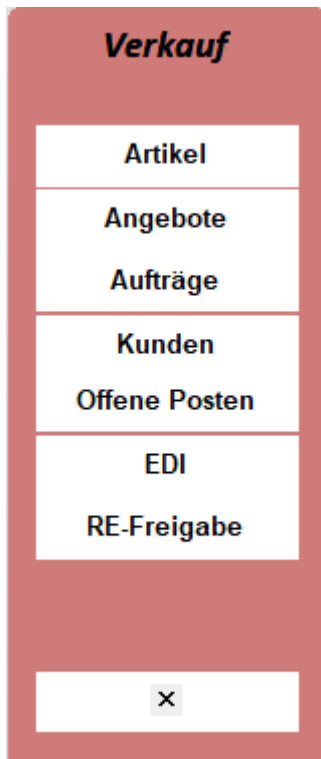 Verkauf
Artikel
Angebote
Aufträge
Kunden
Offene Posten
EDI
RE-Freigabe
×